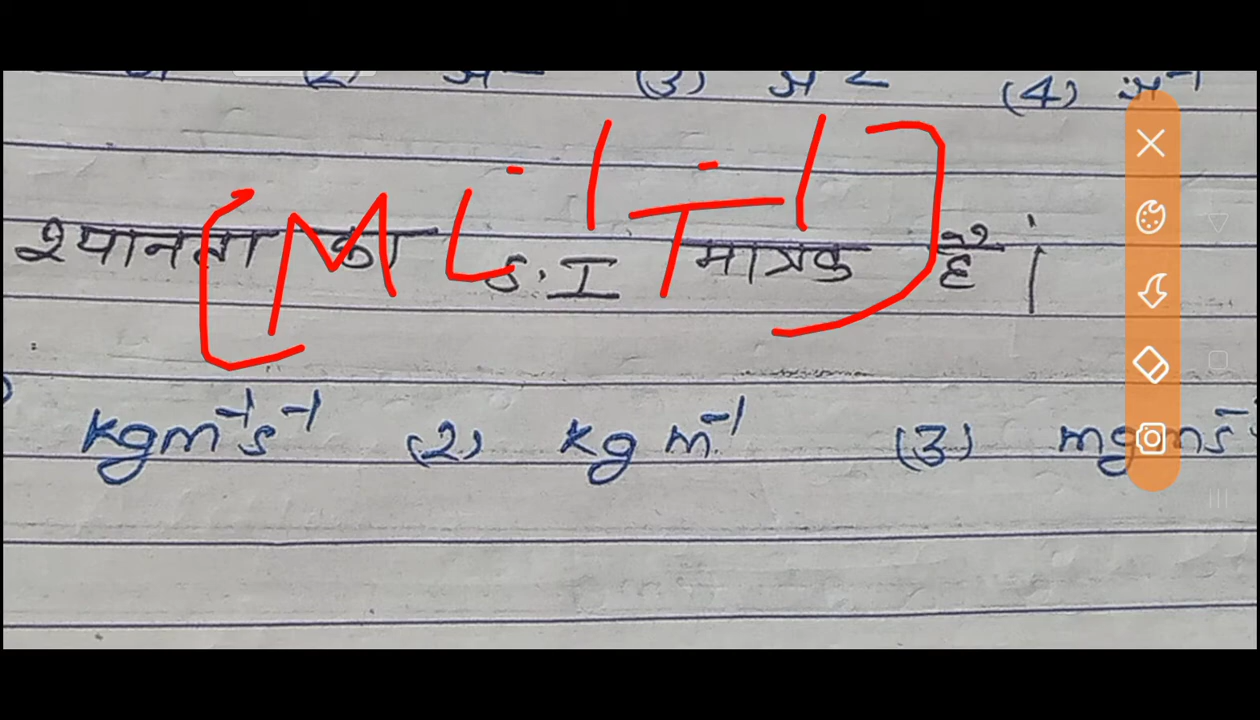 (2) (3) (4)
[ML⁻¹T⁻¹]
श्यानता का S.I मात्रक है।
kgm⁻¹s⁻¹ (2) kg m⁻¹ (3)